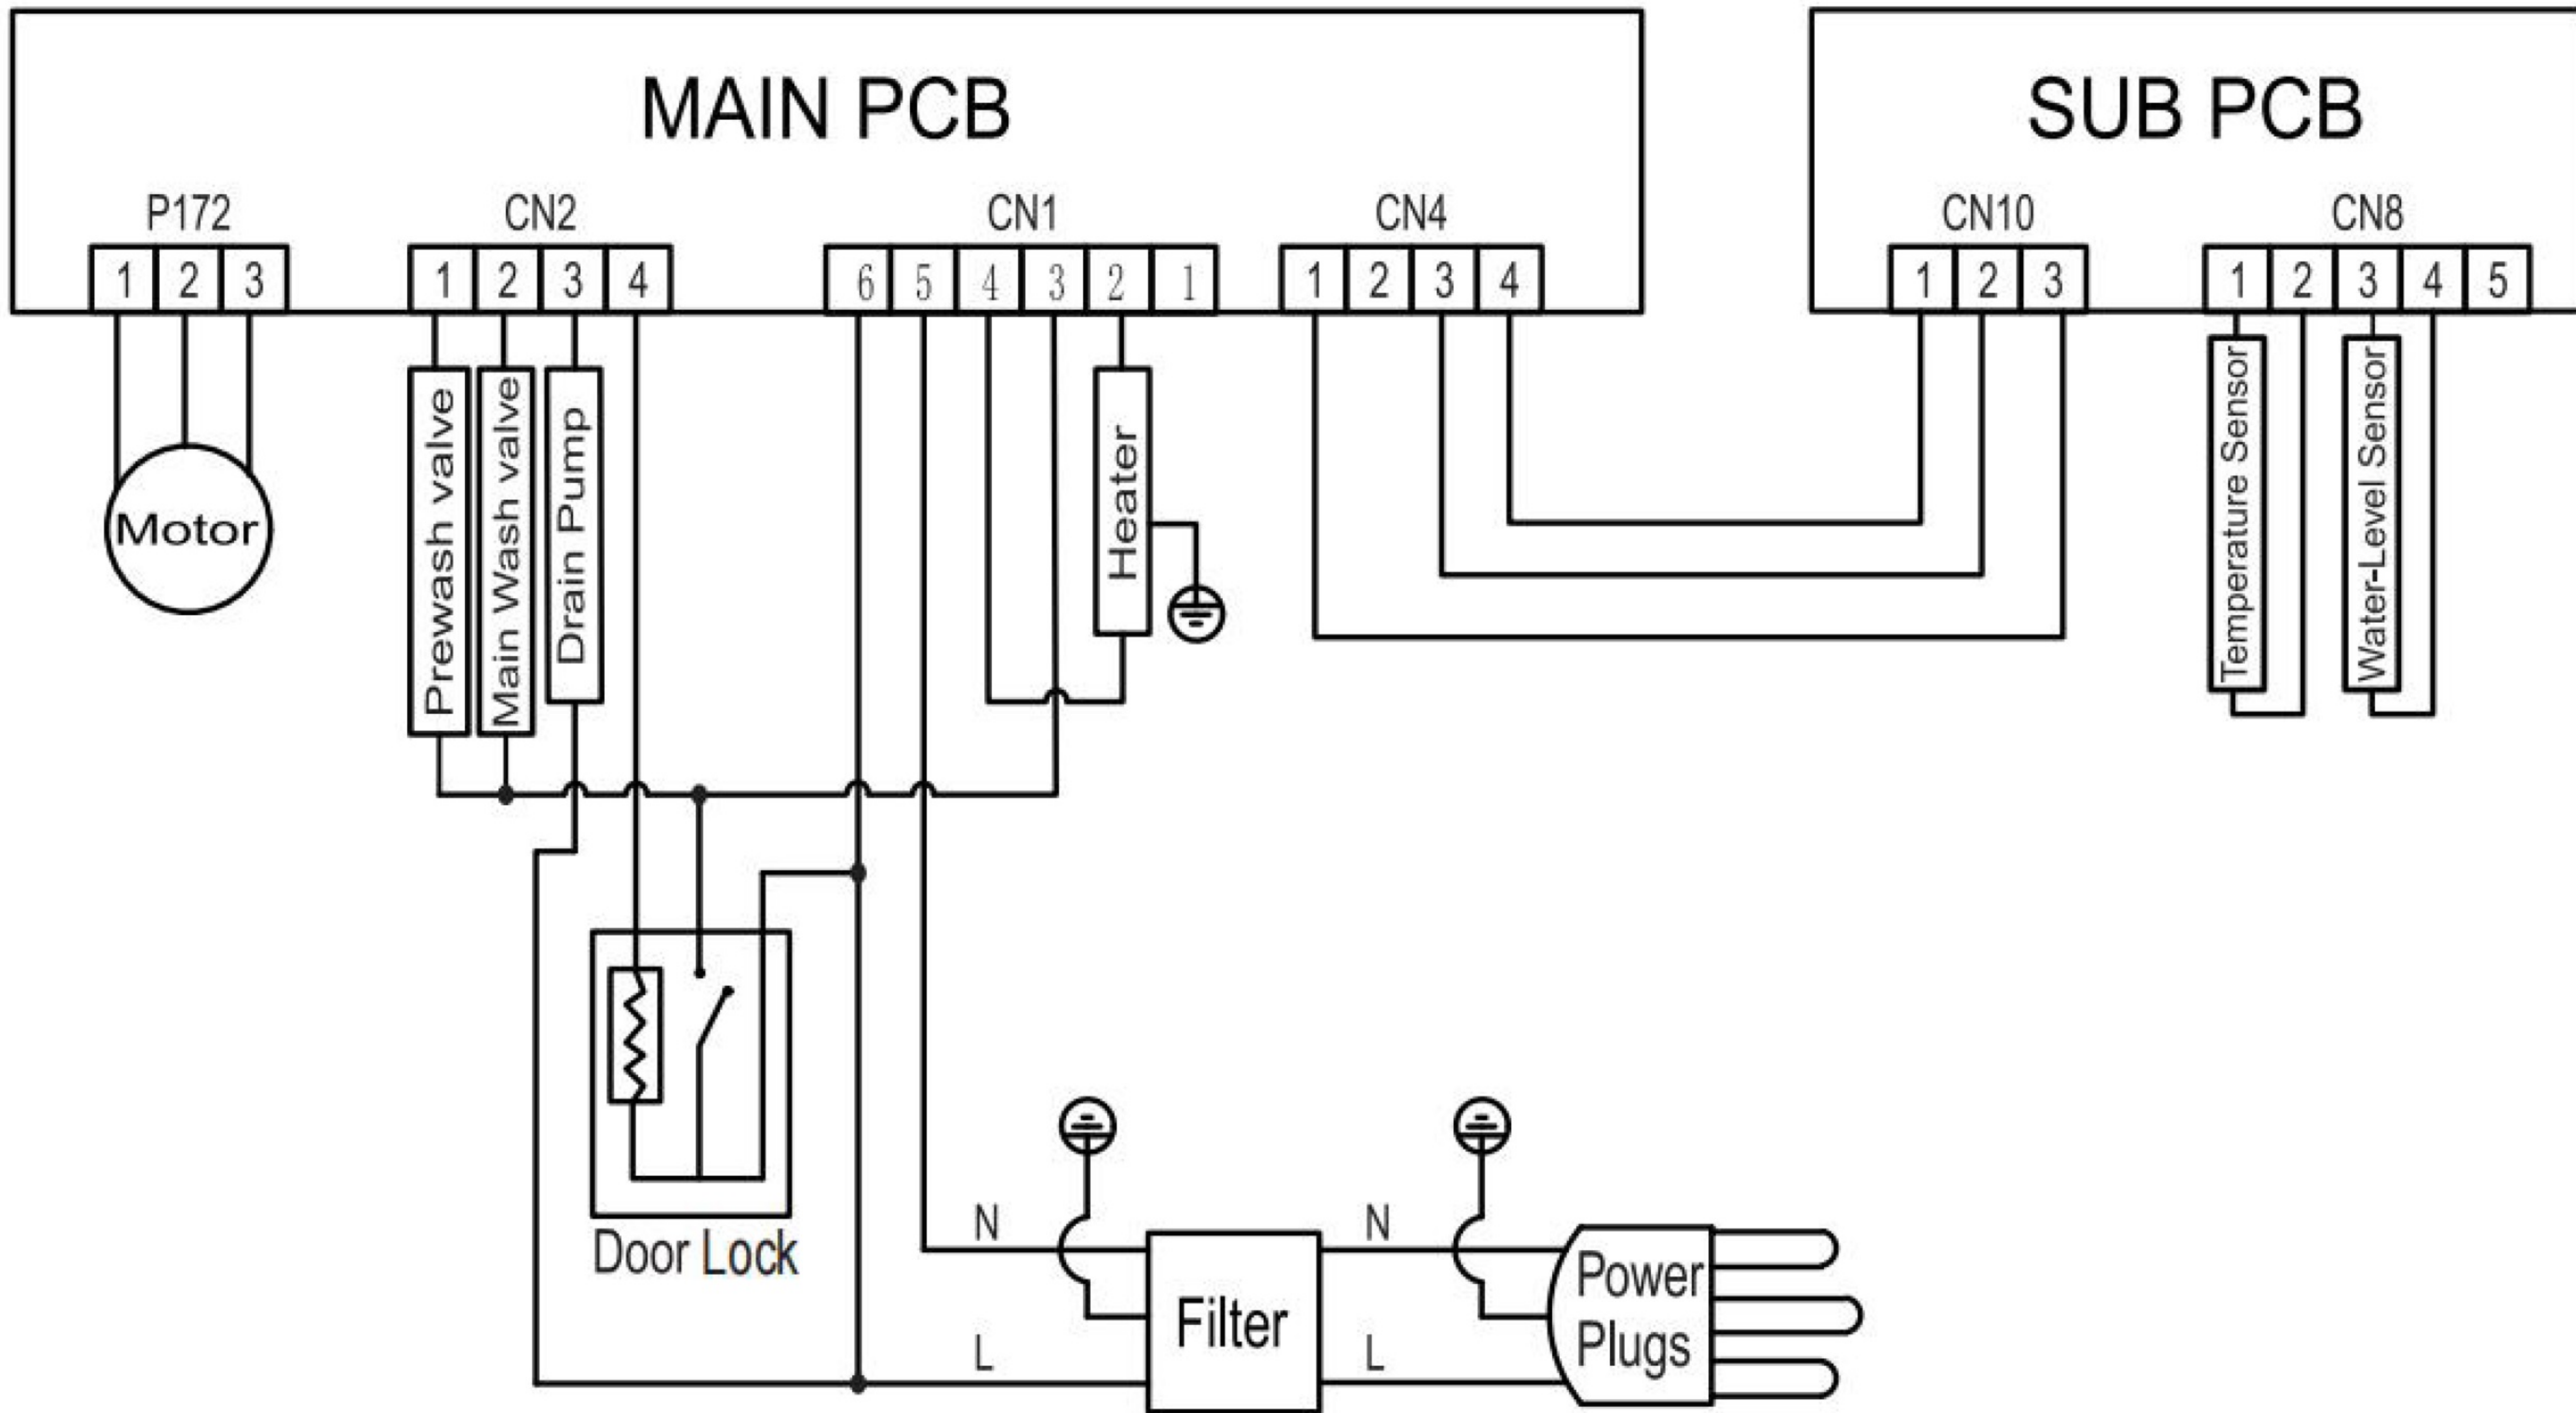 MAIN PCB
SUB PCB
P172
CN2
CN1
CN4
CN10
CN8
1 2 3
1 2 3 4
6 5 4 3 2 1
1 2 3 4
1 2 3
1 2 3 4 5
Motor
Prewash valve
Main Wash valve
Drain Pump
Heater
Temperature Sensor
Water-Level Sensor
Door Lock
N
N
L
L
Filter
Power
Plugs